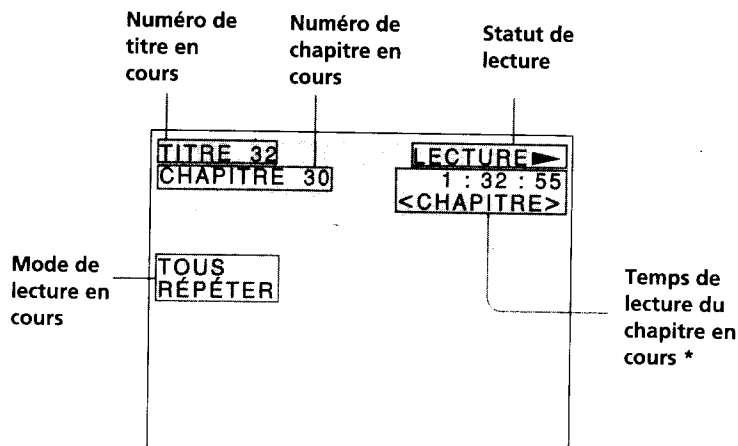 Numéro de
titre en
cours
Numéro de
chapitre en
cours
Statut de
lecture
TITRE 32
CHAPITRE 30
LECTURE
1 : 32 : 55
<CHAPITRE>
Mode de
lecture en
cours
TOUS
RÉPÉTER
Temps de
lecture du
chapitre en
cours *